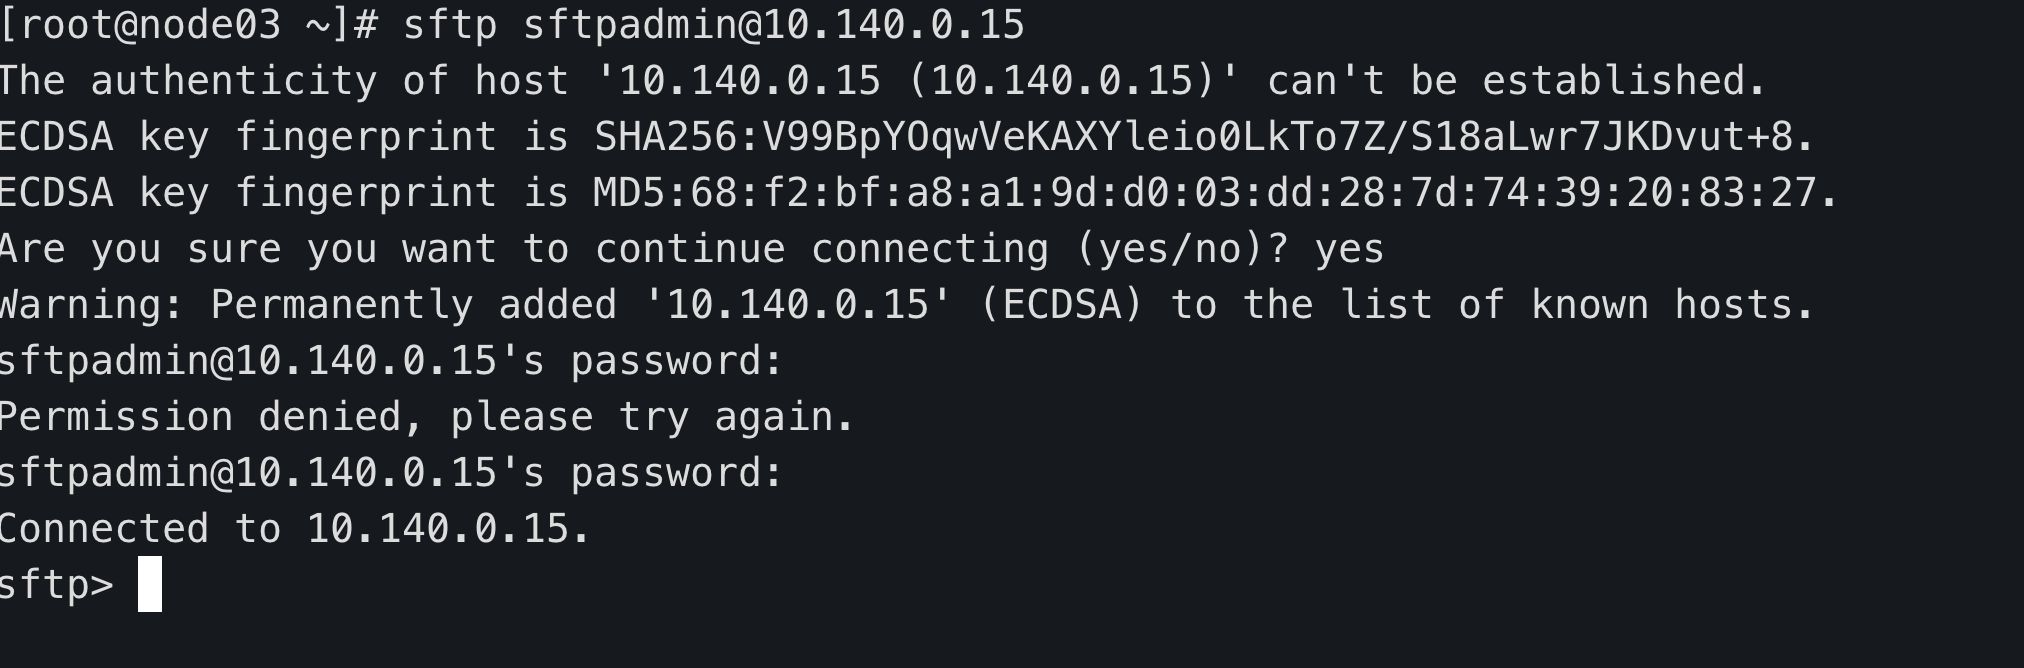 [root@node03 ~]# sftp sftpadmin@10.140.0.15
The authenticity of host '10.140.0.15 (10.140.0.15)' can't be established.
ECDSA key fingerprint is SHA256:V99BpYOqwVeKAXYleio0LkTo7Z/S18aLwr7JKDvut+8.
ECDSA key fingerprint is MD5:68:f2:bf:a8:a1:9d:d0:03:dd:28:7d:74:39:20:83:27.
Are you sure you want to continue connecting (yes/no)? yes
Warning: Permanently added '10.140.0.15' (ECDSA) to the list of known hosts.
sftpadmin@10.140.0.15's password:
Permission denied, please try again.
sftpadmin@10.140.0.15's password:
Connected to 10.140.0.15.
sftp>